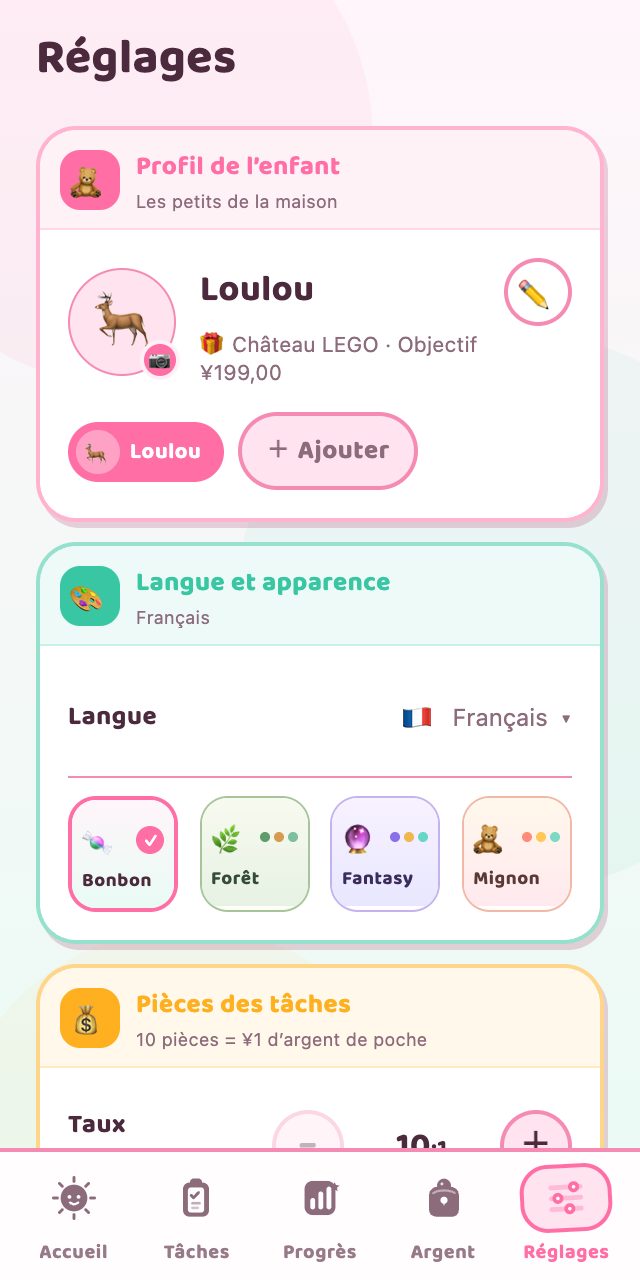 Réglages
Profil de l’enfant
Les petits de la maison
Loulou
Château LEGO · Objectif
¥199,00
Loulou
+ Ajouter
Langue et apparence
Français
Langue
Français
Bonbon
Forêt
Fantasy
Mignon
Pièces des tâches
10 pièces = ¥1 d’argent de poche
Taux
- 10:1 +
Accueil
Tâches
Progrès
Argent
Réglages